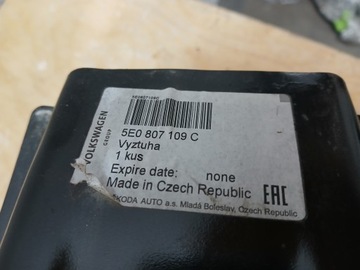 VOLKSWAGEN
GROUP
5E0 807 109 C
Vyztuha
1 kus
Expire date: none
Made in Czech Republic
EAC
ŠKODA AUTO a.s. Mladá Boleslav, Czech Republic